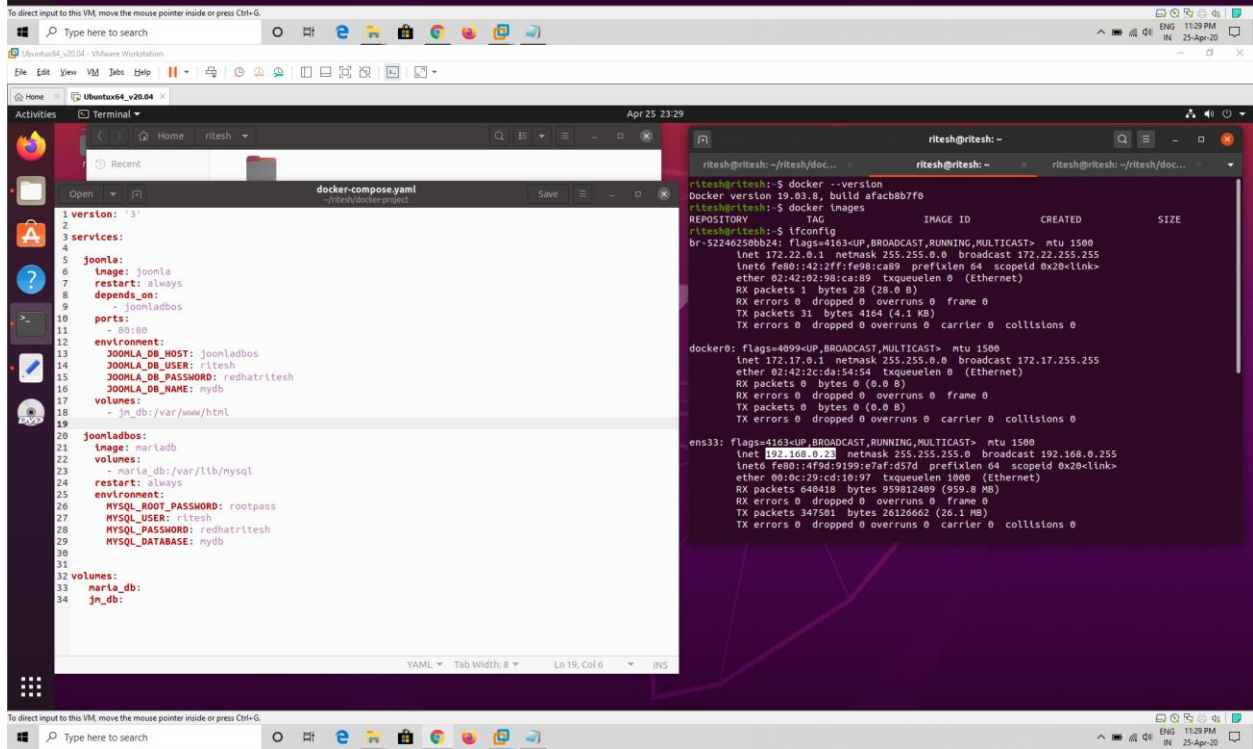 To direct input to this VM, move the mouse pointer inside or press Ctrl+G.
Type here to search
ENG 11:29 PM
IN 25-Apr-20
Ubuntux64_v20.04 - VMware Workstation
File Edit View VM Tabs Help
Home Ubuntux64_v20.04
Activities Terminal Apr 25 23:29
Home ritesh
Recent
Open docker-compose.yaml Save
~/ritesh/docker-project
1 version: '3'
2
3 services:
4
5 joomla:
6 image: joomla
7 restart: always
8 depends_on:
9 - joomladbos
10 ports:
11 - 80:80
12 environment:
13 JOOMLA_DB_HOST: joomladbos
14 JOOMLA_DB_USER: ritesh
15 JOOMLA_DB_PASSWORD: redhatritesh
16 JOOMLA_DB_NAME: mydb
17 volumes:
18 - jm_db:/var/www/html
19
20 joomladbos:
21 image: mariadb
22 volumes:
23 - maria_db:/var/lib/mysql
24 restart: always
25 environment:
26 MYSQL_ROOT_PASSWORD: rootpass
27 MYSQL_USER: ritesh
28 MYSQL_PASSWORD: redhatritesh
29 MYSQL_DATABASE: mydb
30
31
32 volumes:
33 maria_db:
34 jm_db:
YAML Tab Width: 8 Ln 19, Col 6 INS
ritesh@ritesh: ~
ritesh@ritesh: ~/ritesh/doc... ritesh@ritesh: ~ ritesh@ritesh: ~/ritesh/doc...
ritesh@ritesh:~$ docker --version
Docker version 19.03.8, build afacb8b7f0
ritesh@ritesh:~$ docker images
REPOSITORY TAG IMAGE ID CREATED SIZE
ritesh@ritesh:~$ ifconfig
br-52246250bb24: flags=4163<UP,BROADCAST,RUNNING,MULTICAST> mtu 1500
inet 172.22.0.1 netmask 255.255.0.0 broadcast 172.22.255.255
inet6 fe80::42:2ff:fe98:ca89 prefixlen 64 scopeid 0x20<link>
ether 02:42:02:98:ca:89 txqueuelen 0 (Ethernet)
RX packets 1 bytes 28 (28.0 B)
RX errors 0 dropped 0 overruns 0 frame 0
TX packets 31 bytes 4164 (4.1 KB)
TX errors 0 dropped 0 overruns 0 carrier 0 collisions 0
docker0: flags=4099<UP,BROADCAST,MULTICAST> mtu 1500
inet 172.17.0.1 netmask 255.255.0.0 broadcast 172.17.255.255
ether 02:42:2c:da:54:54 txqueuelen 0 (Ethernet)
RX packets 0 bytes 0 (0.0 B)
RX errors 0 dropped 0 overruns 0 frame 0
TX packets 0 bytes 0 (0.0 B)
TX errors 0 dropped 0 overruns 0 carrier 0 collisions 0
ens33: flags=4163<UP,BROADCAST,RUNNING,MULTICAST> mtu 1500
inet 192.168.0.23 netmask 255.255.255.0 broadcast 192.168.0.255
inet6 fe80::4f9d:9199:e7af:d57d prefixlen 64 scopeid 0x20<link>
ether 00:0c:29:cd:10:97 txqueuelen 1000 (Ethernet)
RX packets 640418 bytes 959812409 (959.8 MB)
RX errors 0 dropped 0 overruns 0 frame 0
TX packets 347501 bytes 26126662 (26.1 MB)
TX errors 0 dropped 0 overruns 0 carrier 0 collisions 0
To direct input to this VM, move the mouse pointer inside or press Ctrl+G.
Type here to search
ENG 11:29 PM
IN 25-Apr-20